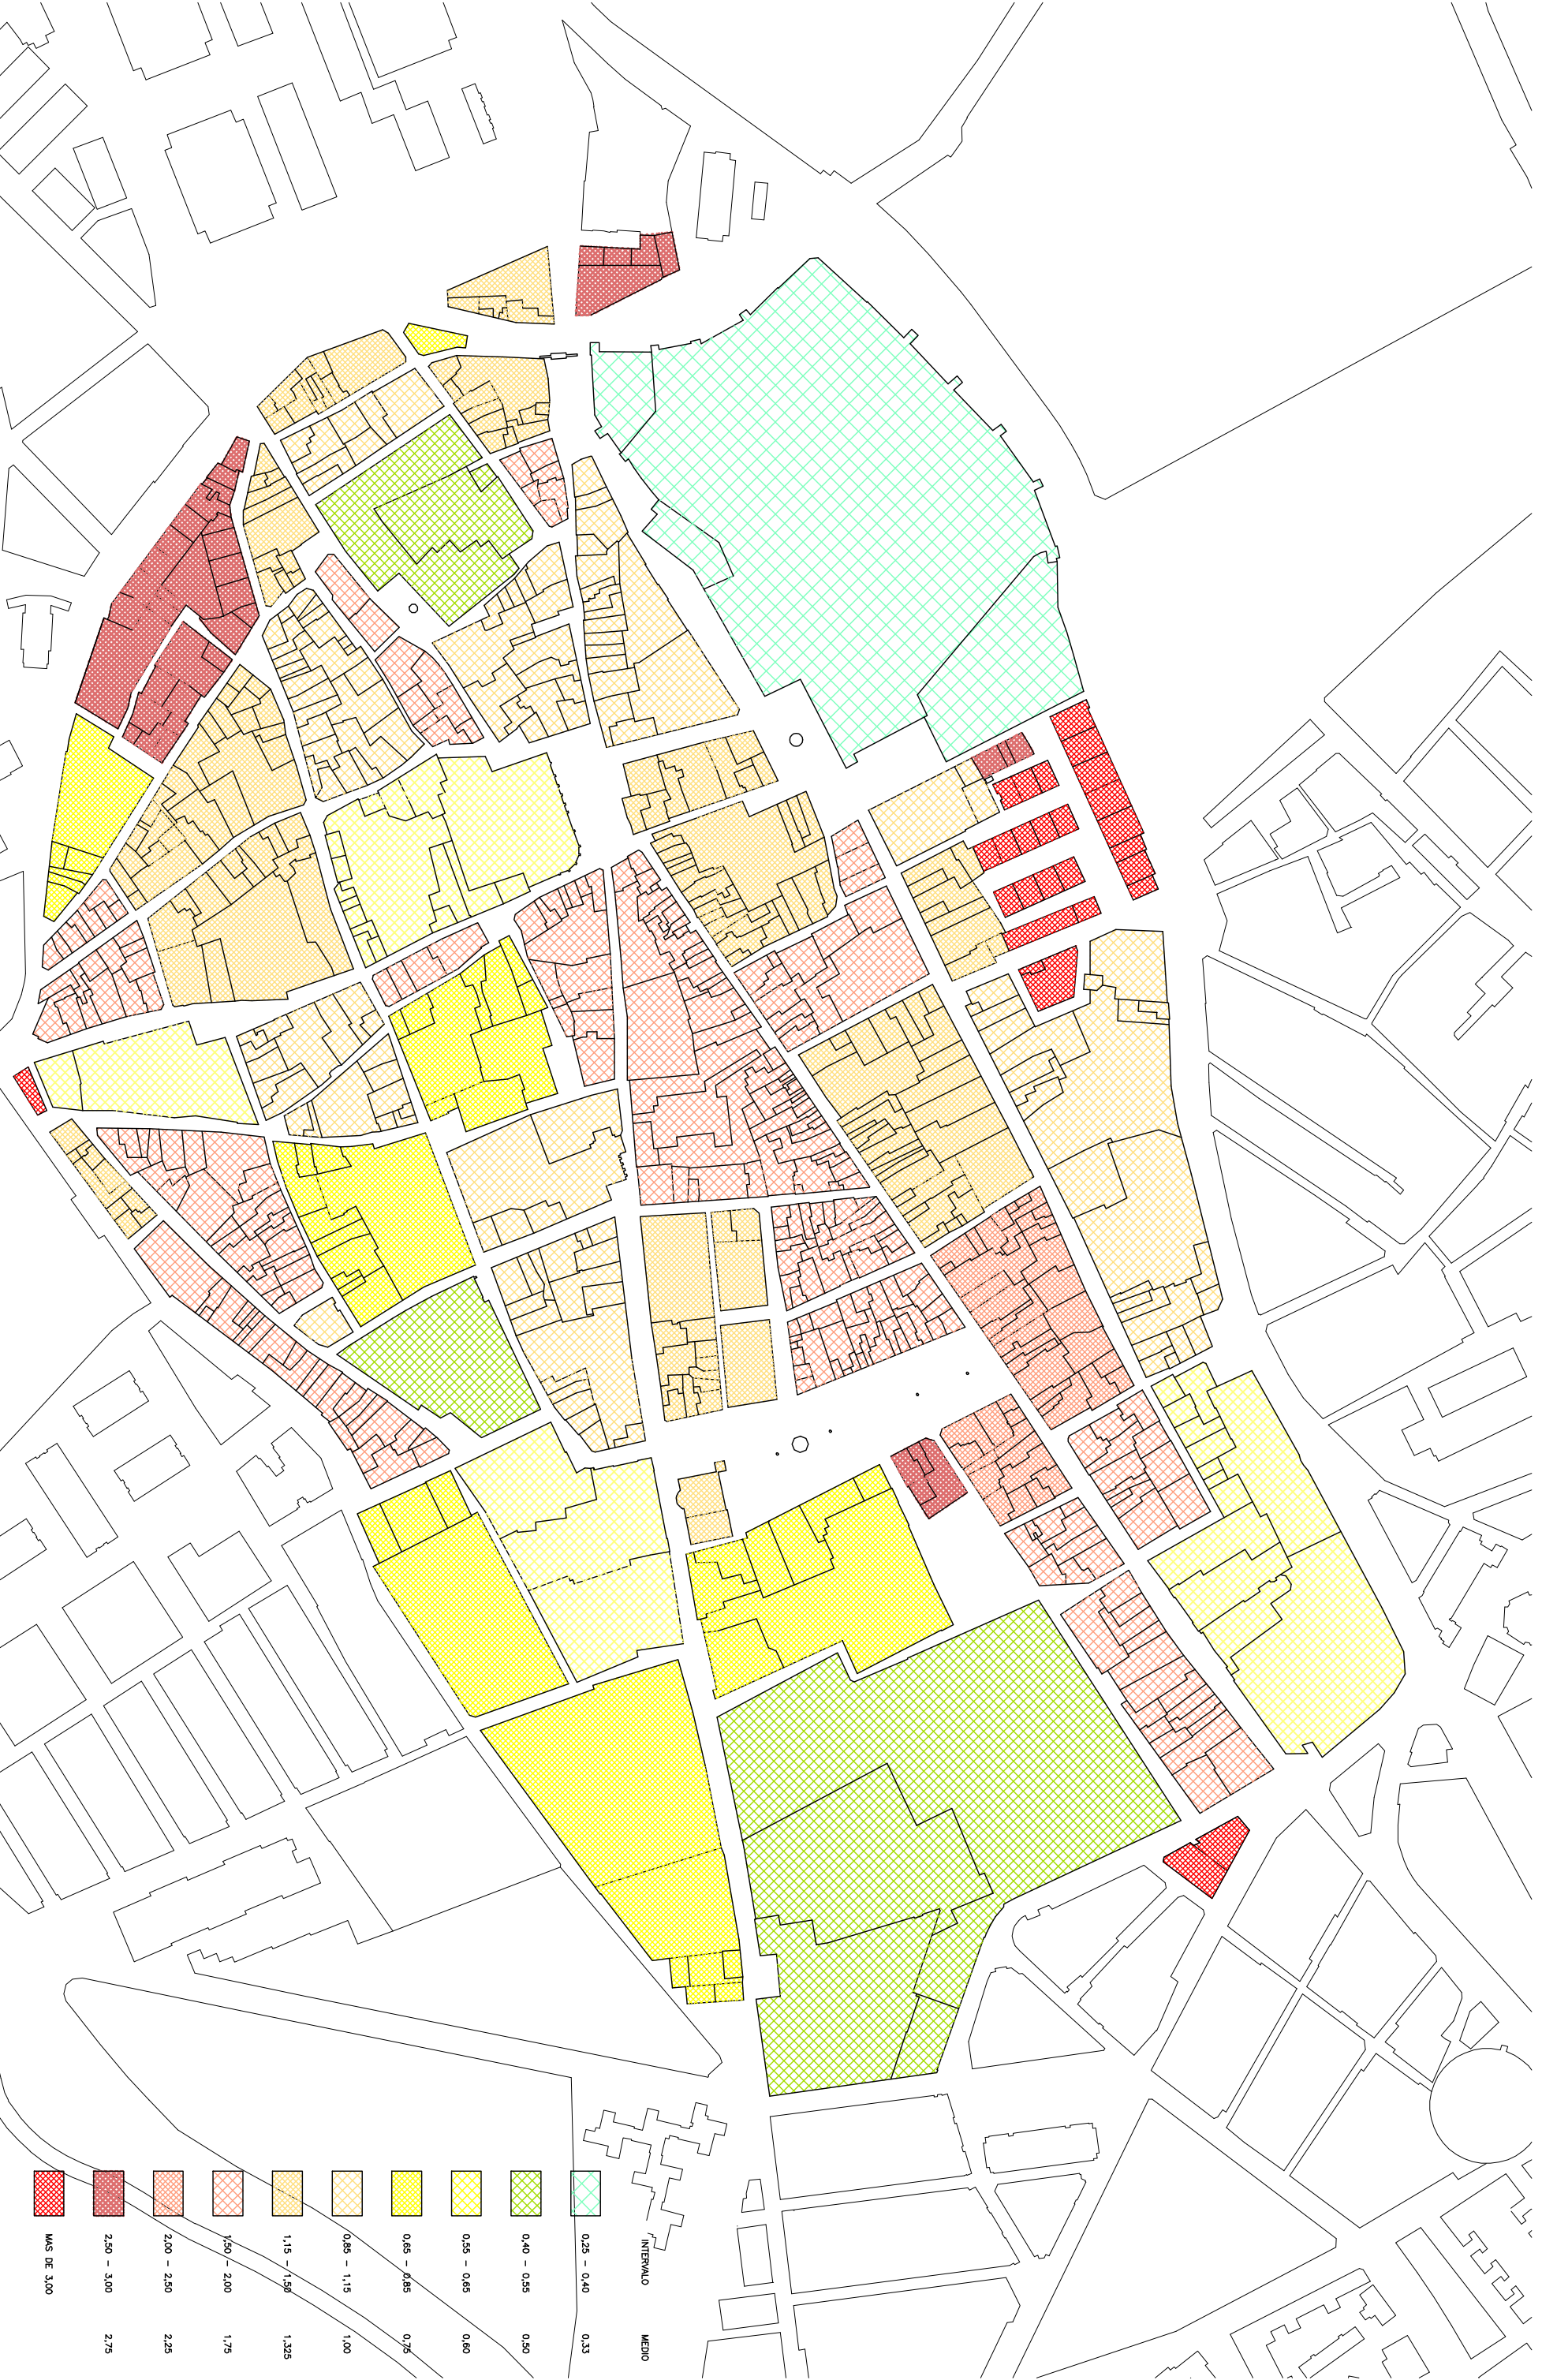 INTERVALO MEDIO
0,25 - 0,40 0,33
0,40 - 0,55 0,50
0,55 - 0,65 0,60
0,65 - 0,85 0,75
0,85 - 1,15 1,00
1,15 - 1,50 1,325
1,50 - 2,00 1,75
2,00 - 2,50 2,25
2,50 - 3,00 2,75
MAS DE 3,00